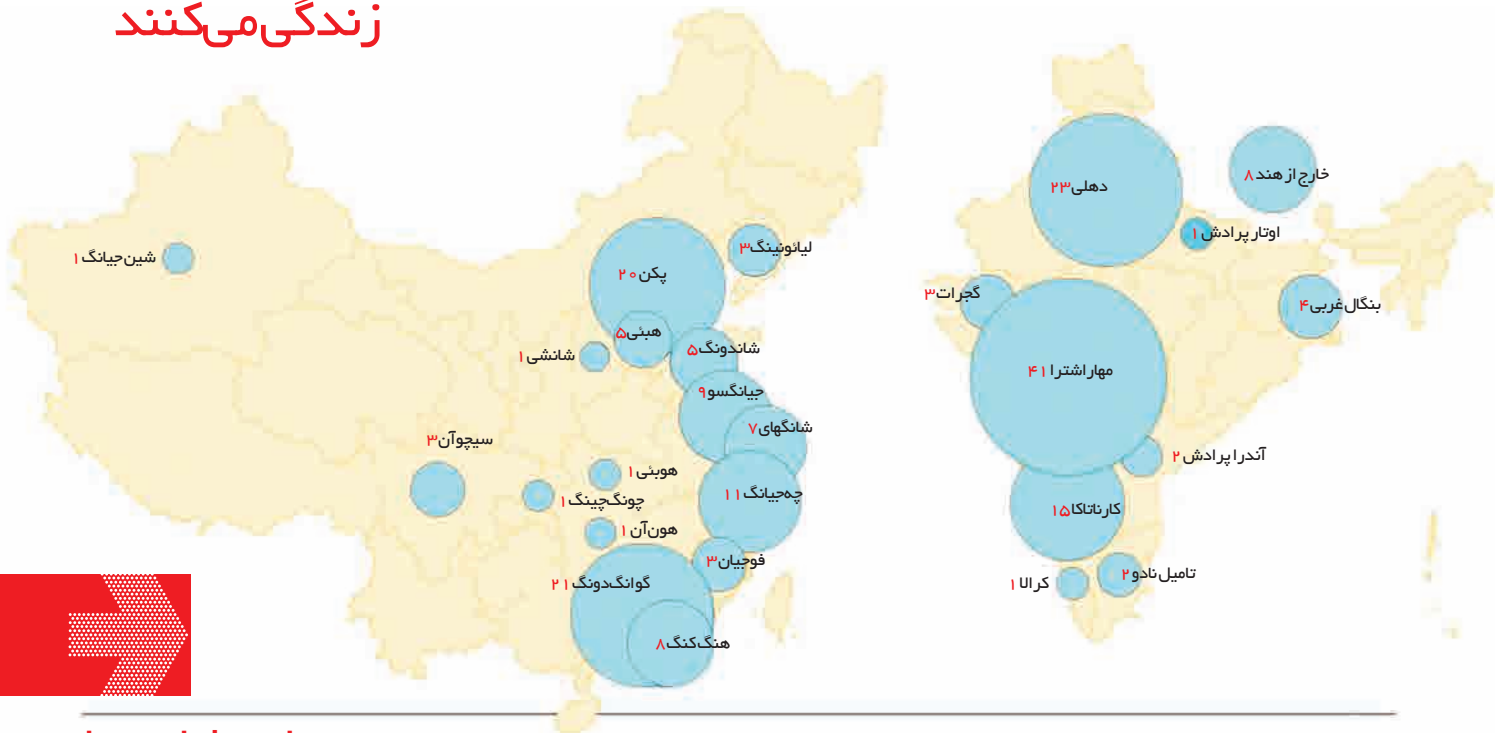 زندگی‌می‌کنند
دهلی ۲۳
خارج از هند ۸
اوتار پرادش ۱
گجرات ۳
بنگال غربی ۴
مهاراشترا ۴۱
آندرا پرادش ۲
کارناتاکا ۱۵
تامیل نادو ۲
کرالا ۱
لیائونینگ ۳
شین‌جیانگ ۱
پکن ۲۰
هبئی ۵
شاندونگ ۵
شانشی ۱
جیانگسو ۹
شانگهای ۷
سیچوآن ۳
هوبئی ۱
چونگ‌چینگ ۱
چه‌جیانگ ۱۱
هون‌آن ۱
فوجیان ۳
گوانگ‌دونگ ۲۱
هنگ‌کنگ ۸